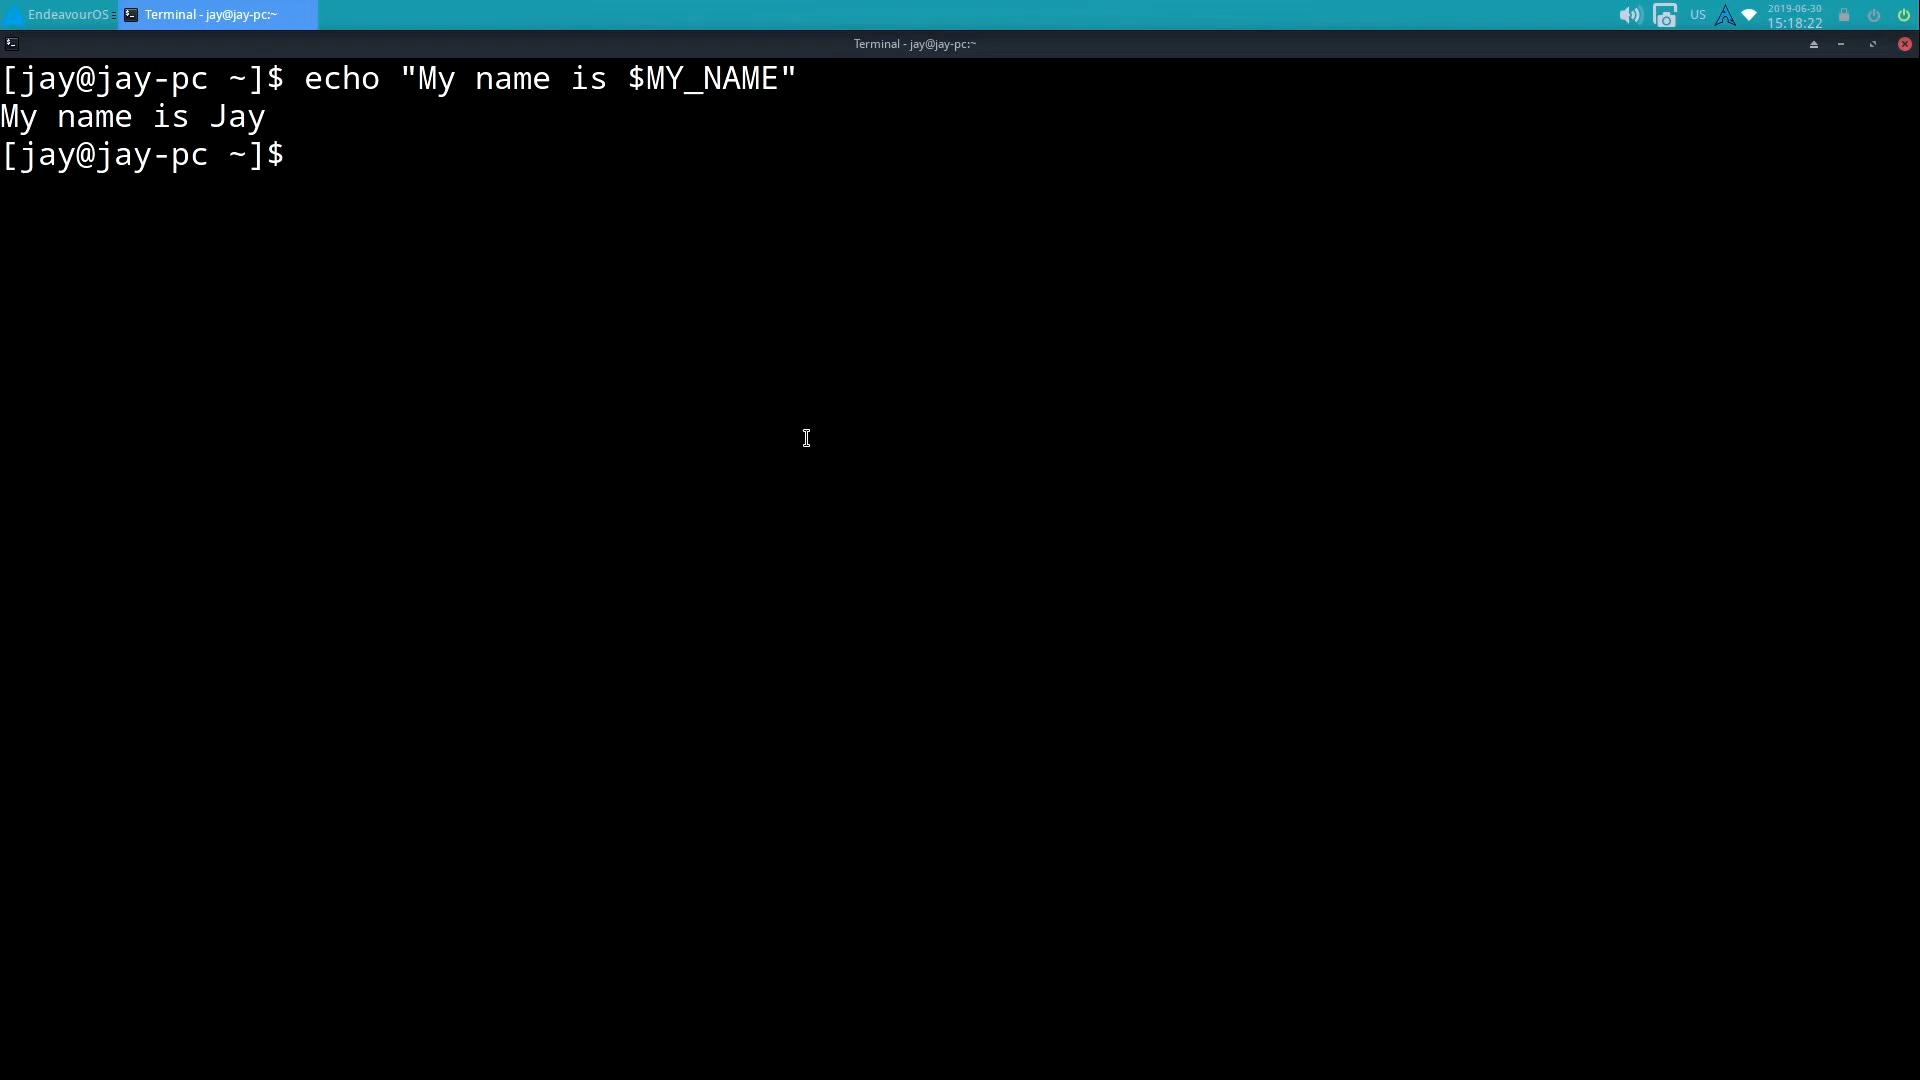 EndeavourOS
Terminal - jay@jay-pc:~
US
2019-06-30
15:18:22
Terminal - jay@jay-pc:~
[jay@jay-pc ~]$ echo "My name is $MY_NAME"
My name is Jay
[jay@jay-pc ~]$